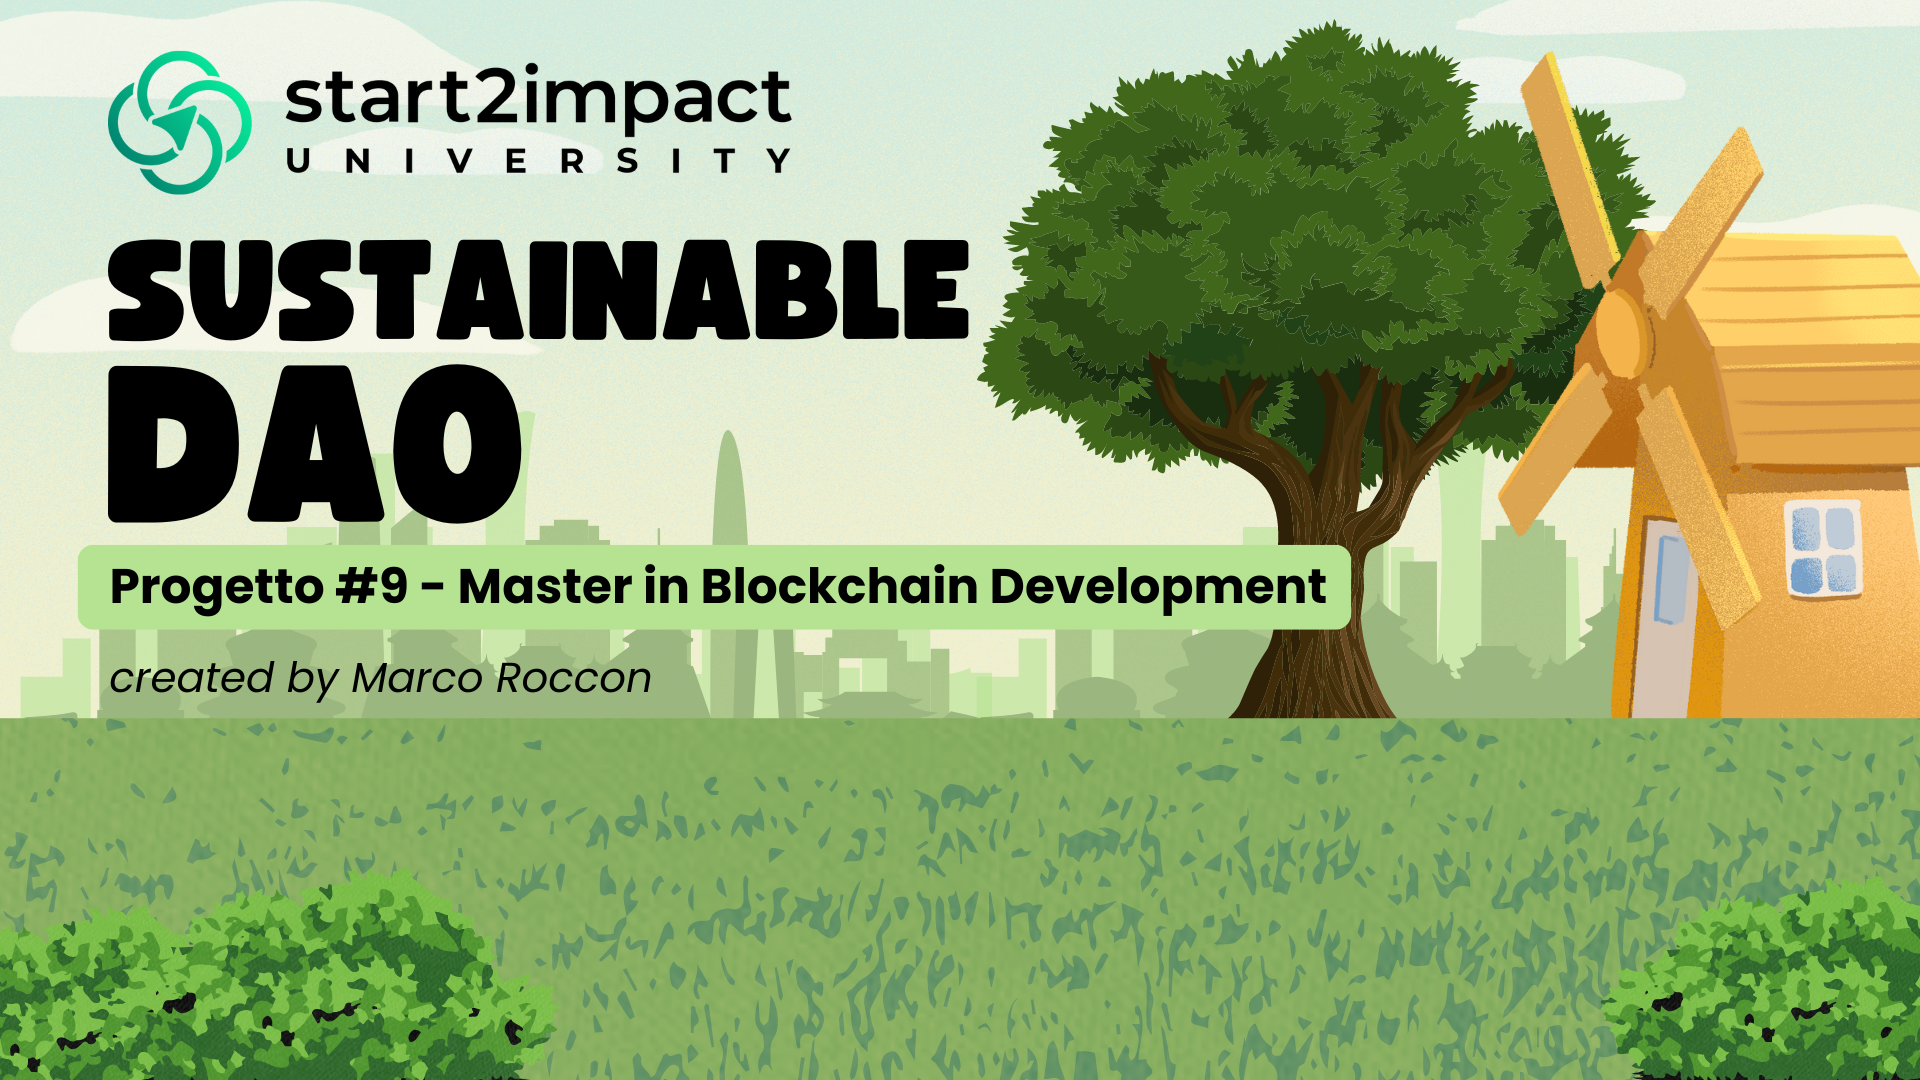 start2impact
UNIVERSITY
SUSTAINABLE
DAO
Progetto #9 - Master in Blockchain Development
created by Marco Roccon